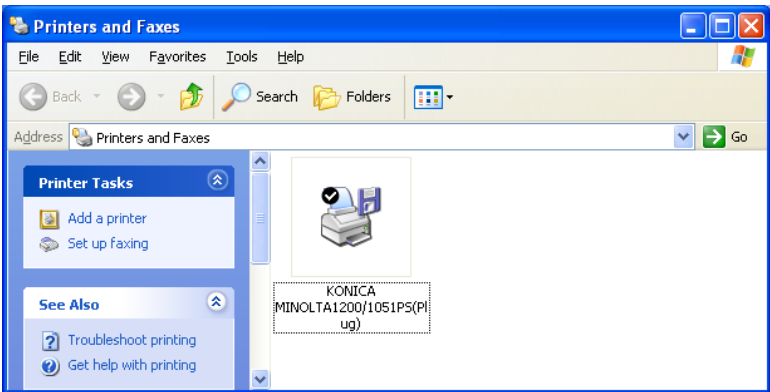 Printers and Faxes
File Edit View Favorites Tools Help
Back Search Folders
Address Printers and Faxes Go
Printer Tasks
Add a printer
Set up faxing
See Also
Troubleshoot printing
Get help with printing
KONICA
MINOLTA1200/1051PS(Pl
ug)